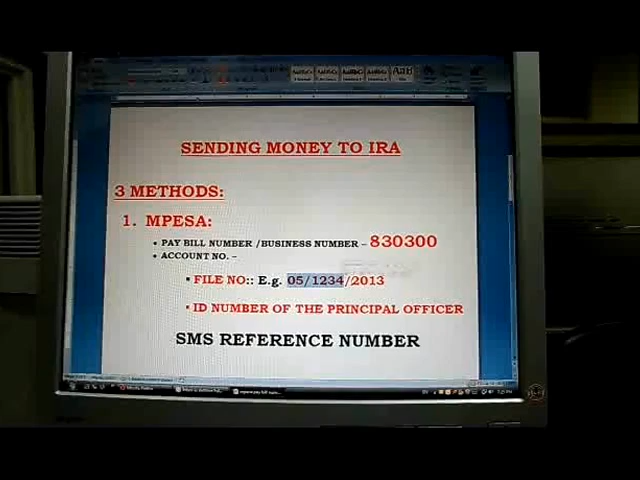 SENDING MONEY TO IRA
3 METHODS:
1. MPESA:
• PAY BILL NUMBER /BUSINESS NUMBER – 830300
• ACCOUNT NO. –
• FILE NO:: E.g. 05/1234/2013
• ID NUMBER OF THE PRINCIPAL OFFICER
SMS REFERENCE NUMBER